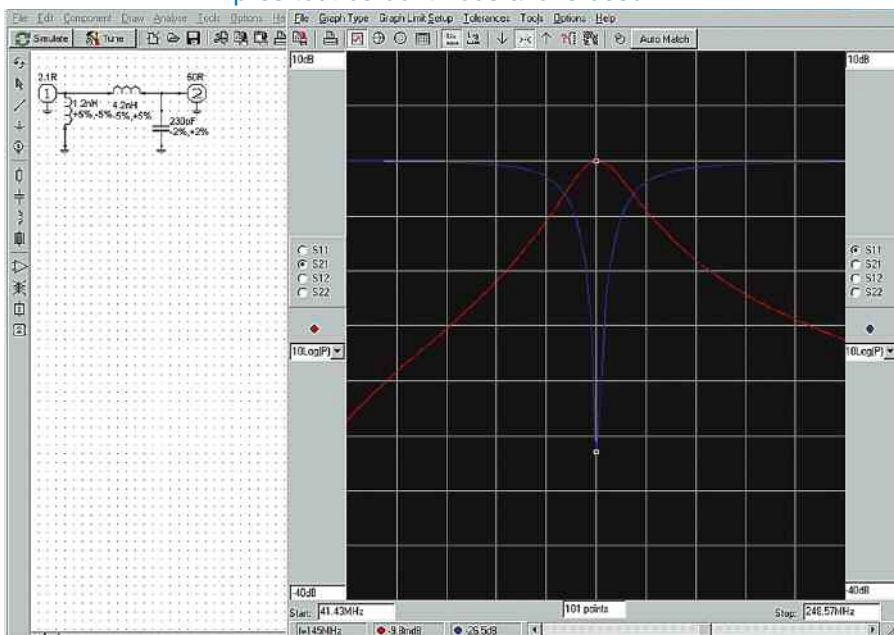 File Edit Component Draw Analyse Tools Options
File Graph Type Graph Limit Setup Tolerances Tools Options Help
Simulate Tune
Auto Match
10dB
10dB
2.1R
50R
1
2
1.2nH
4.2nH
+5%,-5%
-5%,+5%
230pF
-2%,+2%
S11
S21
S12
S22
S11
S21
S12
S22
10Log(P)
10Log(P)
-40dB
-40dB
Start: 41.43MHz
101 points
Stop: 248.57MHz
f=145MHz
-9.8mdB
-26.5dB